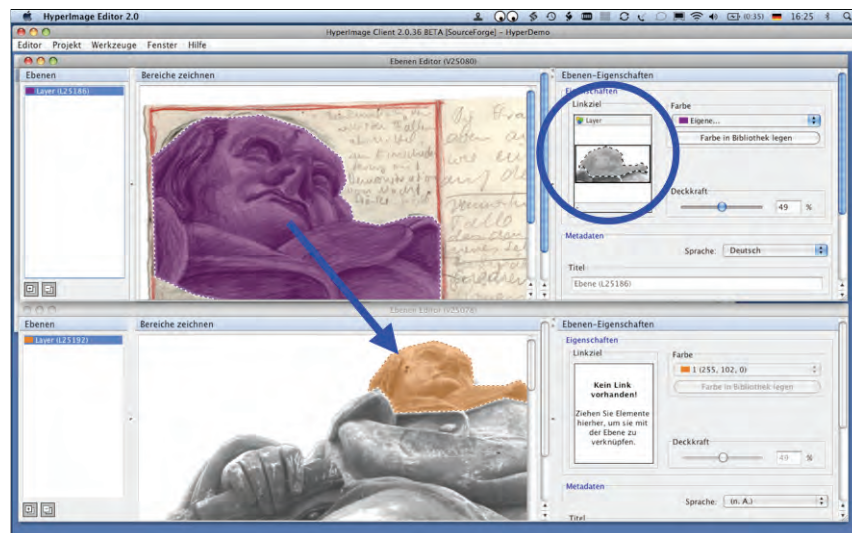 HyperImage Editor 2.0
(0:35)
16:25
HyperImage Client 2.0.36 BETA [SourceForge] – HyperDemo
Editor Projekt Werkzeuge Fenster Hilfe
Ebenen Editor (V25080)
Ebenen
Bereiche zeichnen
Ebenen-Eigenschaften
Layer (L25186)
Eigenschaften
Linkziel
Layer
Farbe
Eigene...
Farbe in Bibliothek legen
Deckkraft
49 %
Metadaten
Sprache: Deutsch
Titel
Ebene (L25186)
Ebenen Editor (V25078)
Ebenen
Bereiche zeichnen
Ebenen-Eigenschaften
Layer (L25192)
Eigenschaften
Linkziel
Kein Link
vorhanden!
Ziehen Sie Elemente
hierher, um sie mit
der Ebene zu
verknüpfen.
Farbe
1 (255, 102, 0)
Farbe in Bibliothek legen
Deckkraft
49 %
Metadaten
Sprache: (n. A.)
Titel